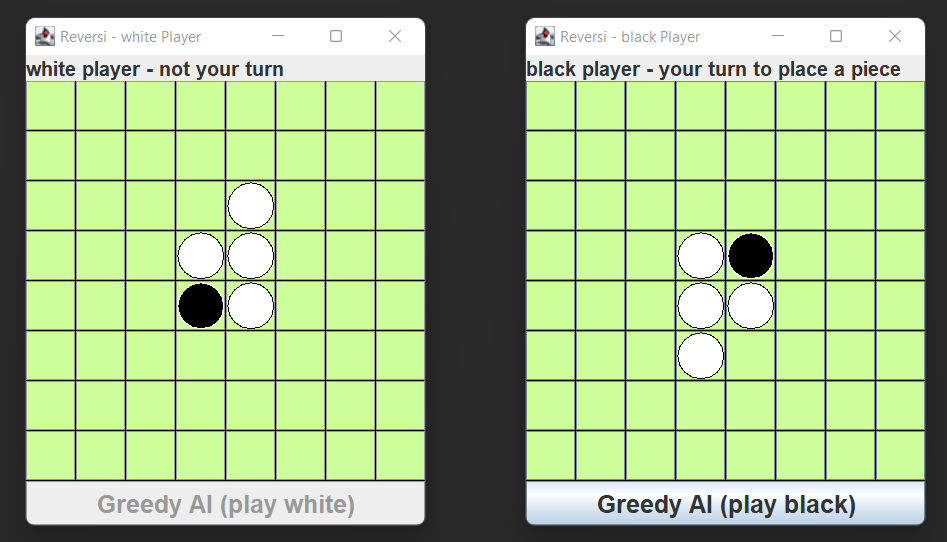 Reversi - white Player
white player - not your turn
Greedy AI (play white)
Reversi - black Player
black player - your turn to place a piece
Greedy AI (play black)